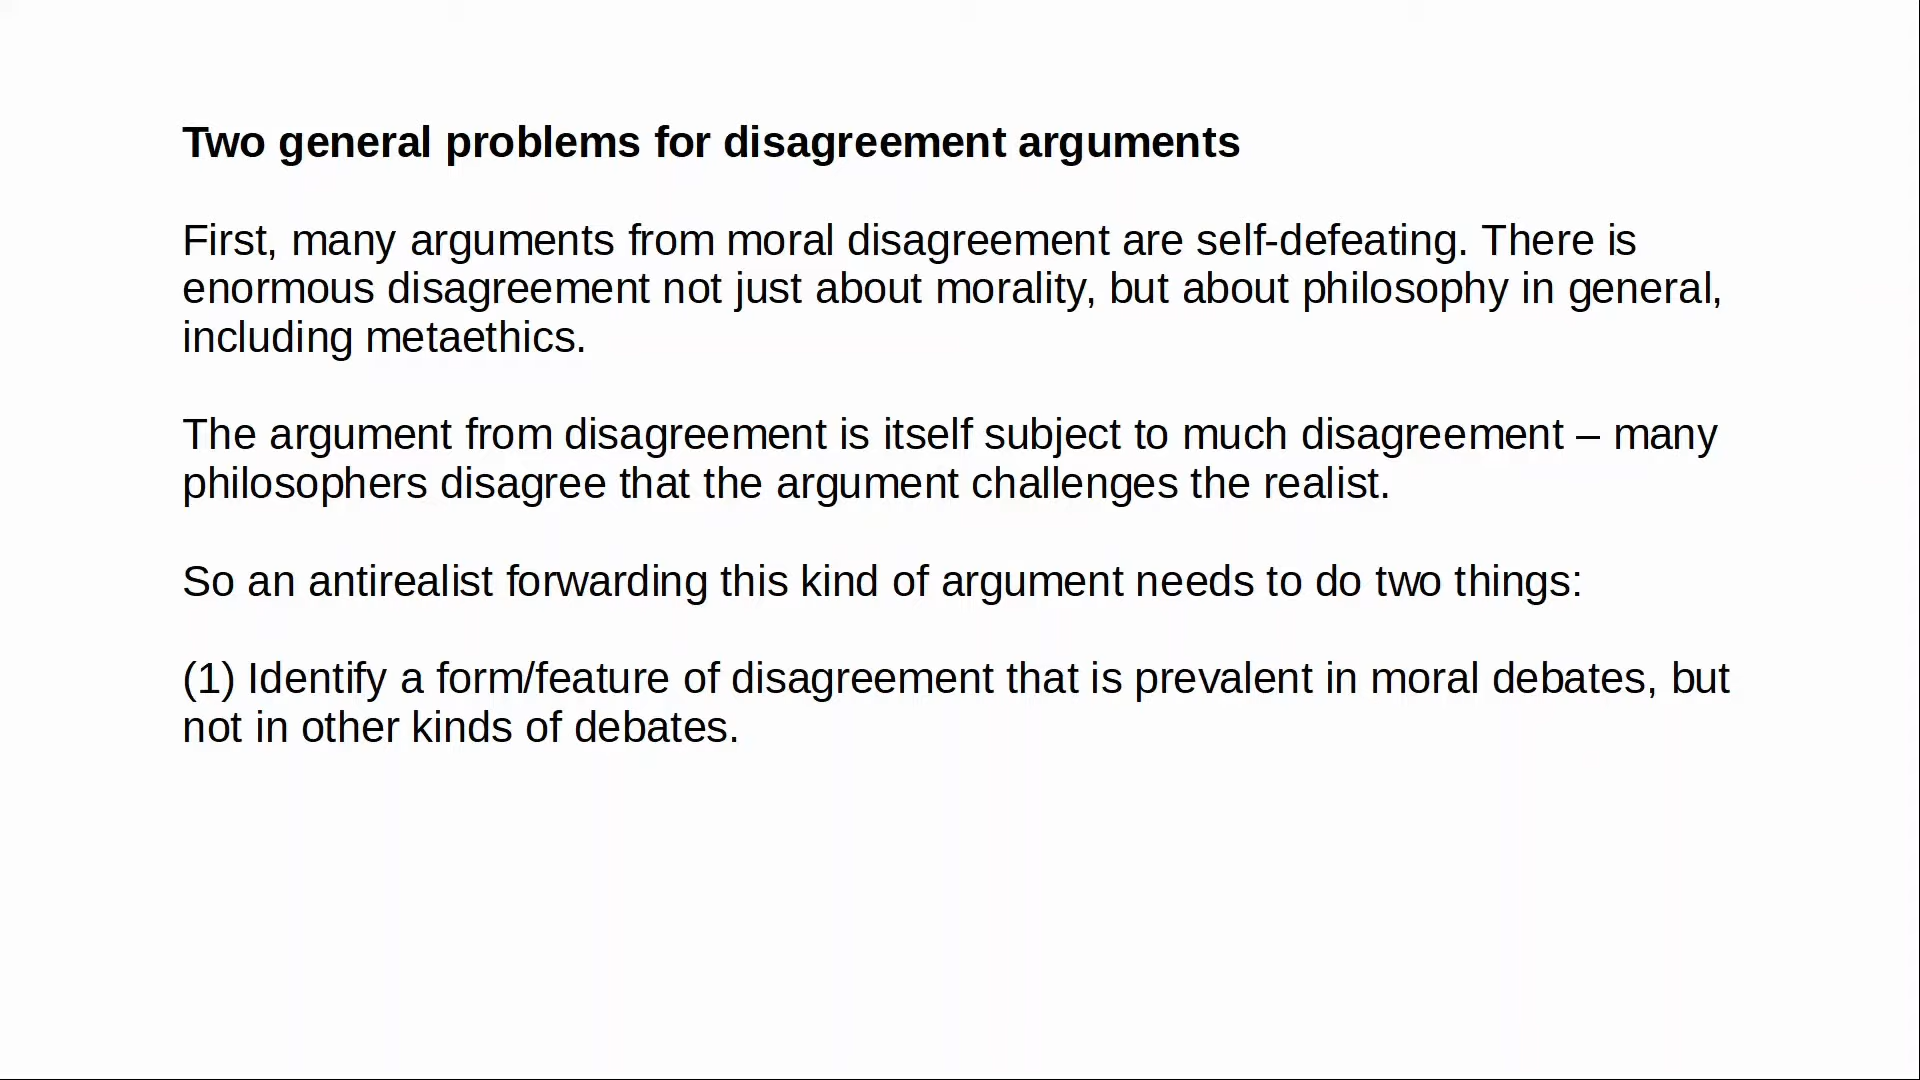 Two general problems for disagreement arguments
First, many arguments from moral disagreement are self-defeating. There is
enormous disagreement not just about morality, but about philosophy in general,
including metaethics.
The argument from disagreement is itself subject to much disagreement – many
philosophers disagree that the argument challenges the realist.
So an antirealist forwarding this kind of argument needs to do two things:
(1) Identify a form/feature of disagreement that is prevalent in moral debates, but
not in other kinds of debates.